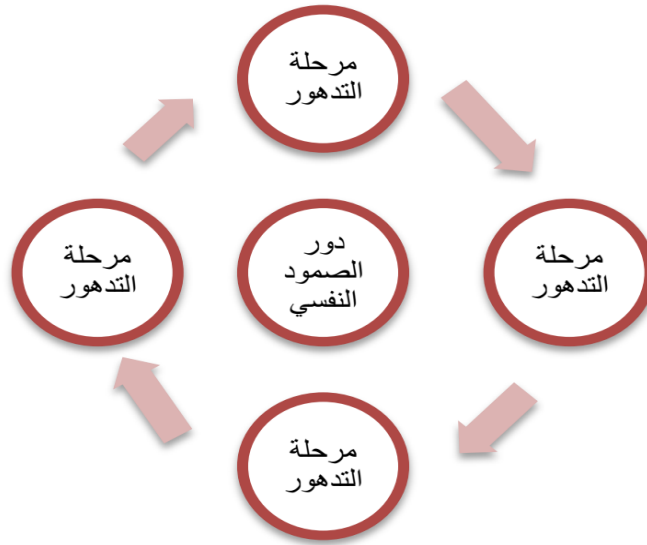 مرحلة
التدهور
مرحلة
التدهور
دور
الصمود
النفسي
مرحلة
التدهور
مرحلة
التدهور